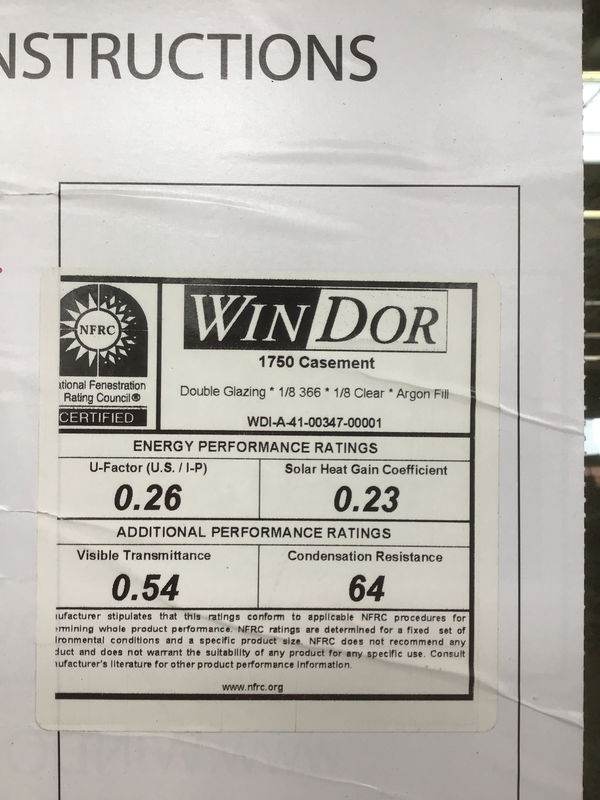 NSTRUCTIONS
NFRC
ational Fenestration
Rating Council®
CERTIFIED
WINDOR
1750 Casement
Double Glazing * 1/8 366 * 1/8 Clear * Argon Fill
WDI-A-41-00347-00001
ENERGY PERFORMANCE RATINGS
U-Factor (U.S. / I-P)
Solar Heat Gain Coefficient
0.26
0.23
ADDITIONAL PERFORMANCE RATINGS
Visible Transmittance
Condensation Resistance
0.54
64
ufacturer stipulates that this ratings conform to applicable NFRC procedures for
rmining whole product performance. NFRC ratings are determined for a fixed set of
ironmental conditions and a specific product size. NFRC does not recommend any
duct and does not warrant the suitability of any product for any specific use. Consult
ufacturer's literature for other product performance information.
www.nfrc.org